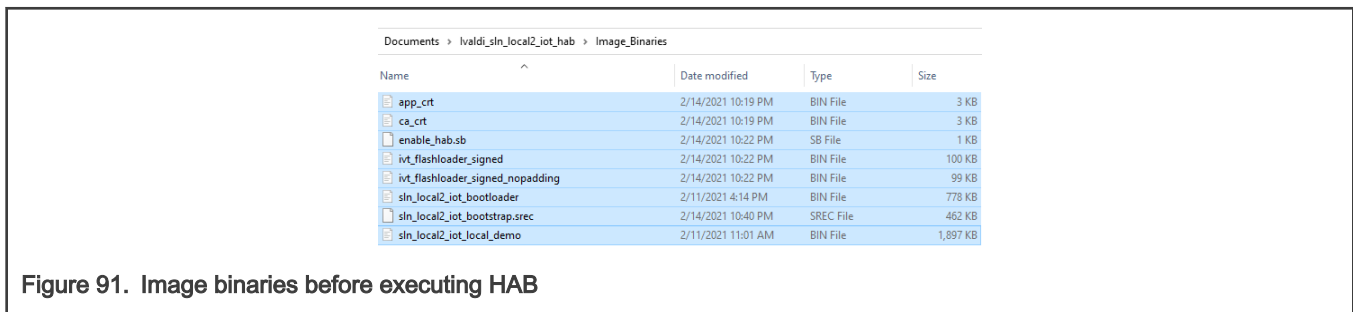 Documents > Ivaldi_sln_local2_iot_hab > Image_Binaries
Name Date modified Type Size
app_crt 2/14/2021 10:19 PM BIN File 3 KB
ca_crt 2/14/2021 10:19 PM BIN File 3 KB
enable_hab.sb 2/14/2021 10:22 PM SB File 1 KB
ivt_flashloader_signed 2/14/2021 10:22 PM BIN File 100 KB
ivt_flashloader_signed_nopadding 2/14/2021 10:22 PM BIN File 99 KB
sln_local2_iot_bootloader 2/11/2021 4:14 PM BIN File 778 KB
sln_local2_iot_bootstrap.srec 2/14/2021 10:40 PM SREC File 462 KB
sln_local2_iot_local_demo 2/11/2021 11:01 AM BIN File 1,897 KB
Figure 91. Image binaries before executing HAB